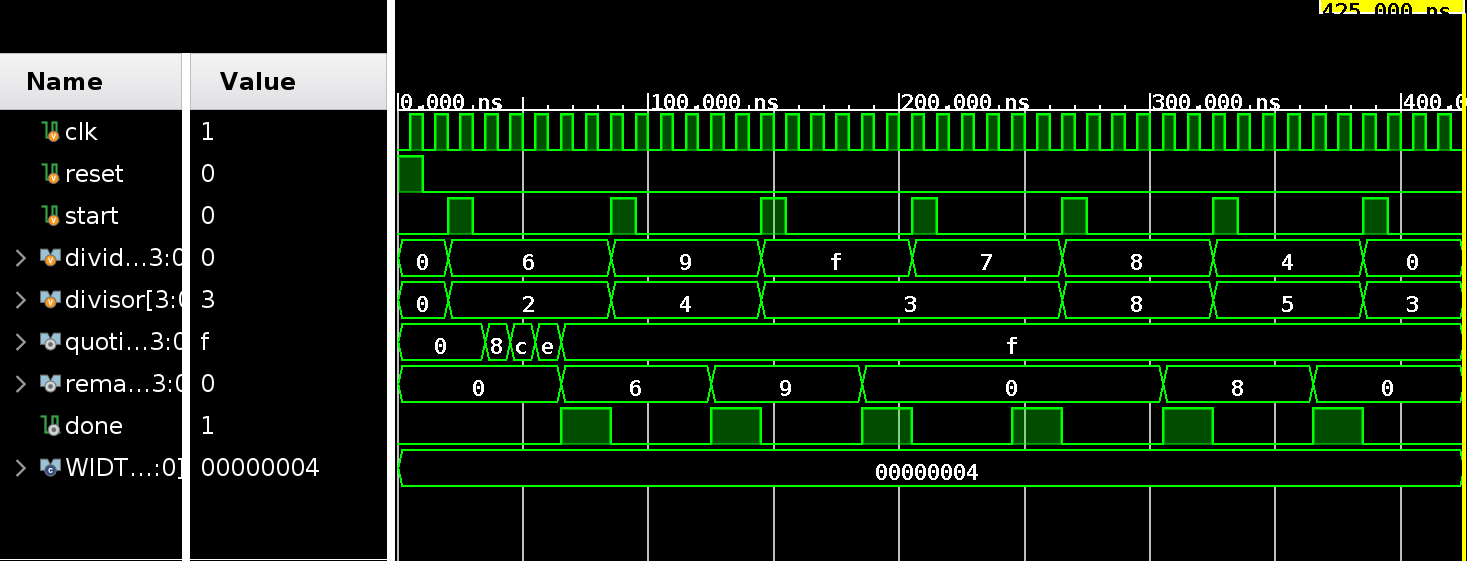 425.000 ns
Name Value
0.000 ns 100.000 ns 200.000 ns 300.000 ns 400.0
clk 1
reset 0
start 0
divid...3:0 0 0 6 9 f 7 8 4 0
divisor[3:0 3 0 2 4 3 8 5 3
quoti...3:0 f 0 8 c e f
rema...3:0 0 0 6 9 0 8 0
done 1
WIDT...:0] 00000004 00000004